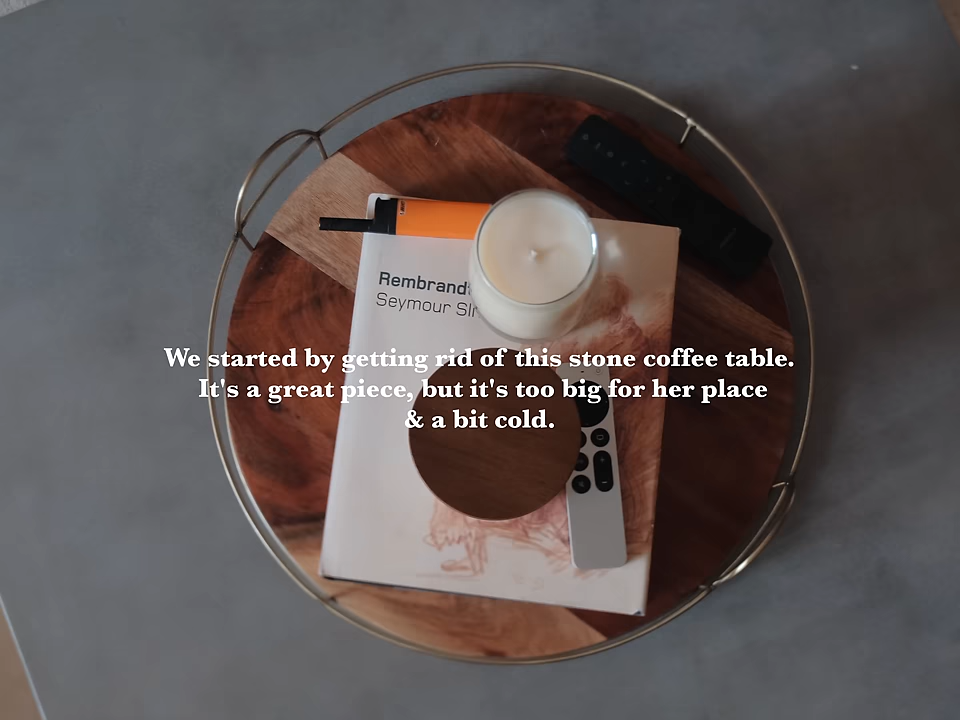 Rembrandt
Seymour Sli
We started by getting rid of this stone coffee table.
It's a great piece, but it's too big for her place
& a bit cold.